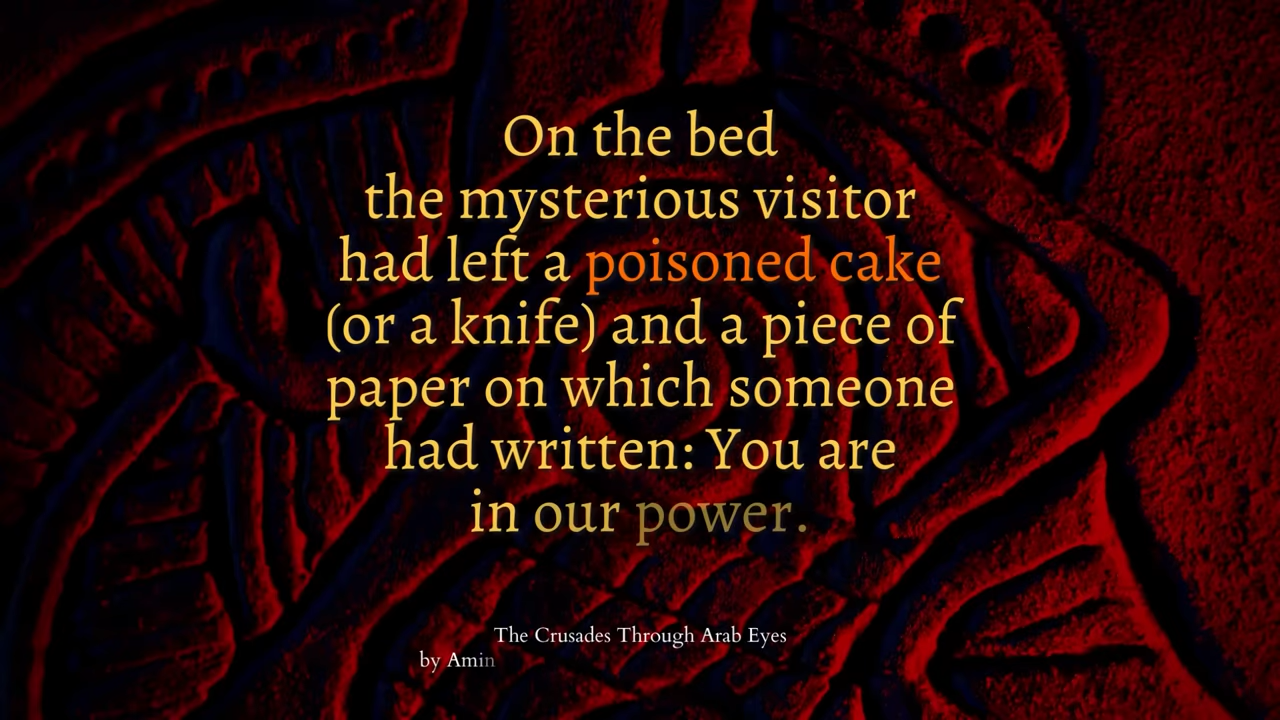 On the bed
the mysterious visitor
had left a poisoned cake
(or a knife) and a piece of
paper on which someone
had written: You are
in our power.
The Crusades Through Arab Eyes
by Amin